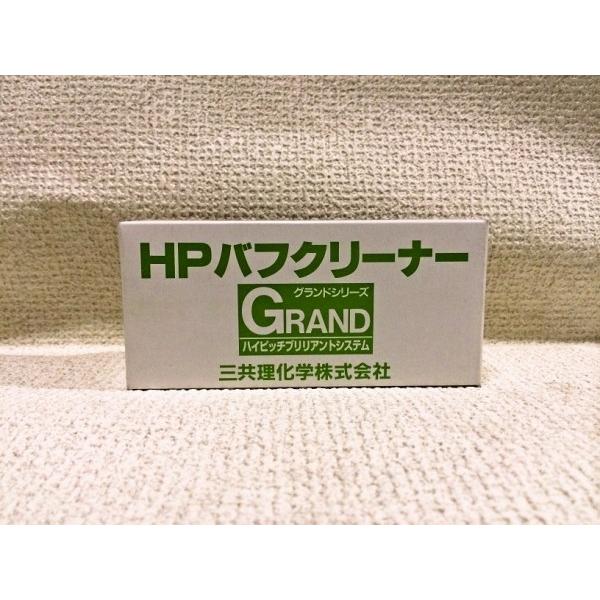 HPバフクリーナー
グランドシリーズ
GRAND
ハイピッチブリリアントシステム
三共理化学株式会社